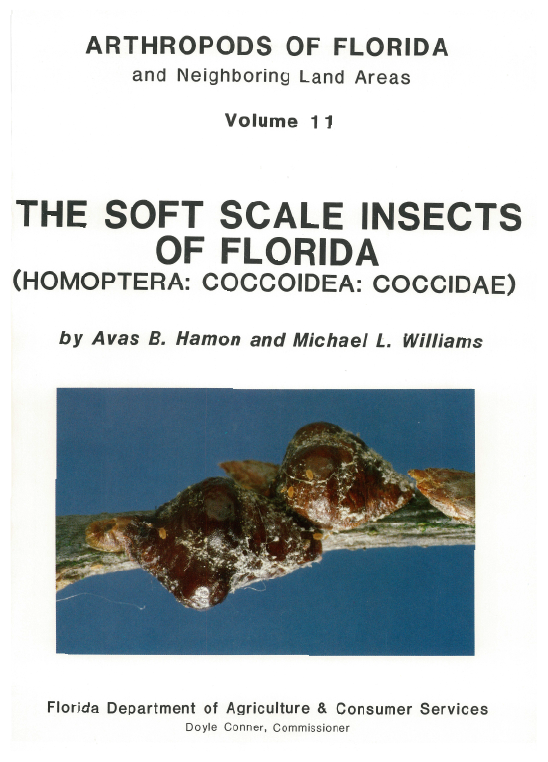 ARTHROPODS OF FLORIDA
and Neighboring Land Areas
Volume 11
THE SOFT SCALE INSECTS
OF FLORIDA
(HOMOPTERA: COCCOIDEA: COCCIDAE)
by Avas B. Hamon and Michael L. Williams
Florida Department of Agriculture & Consumer Services
Doyle Conner, Commissioner